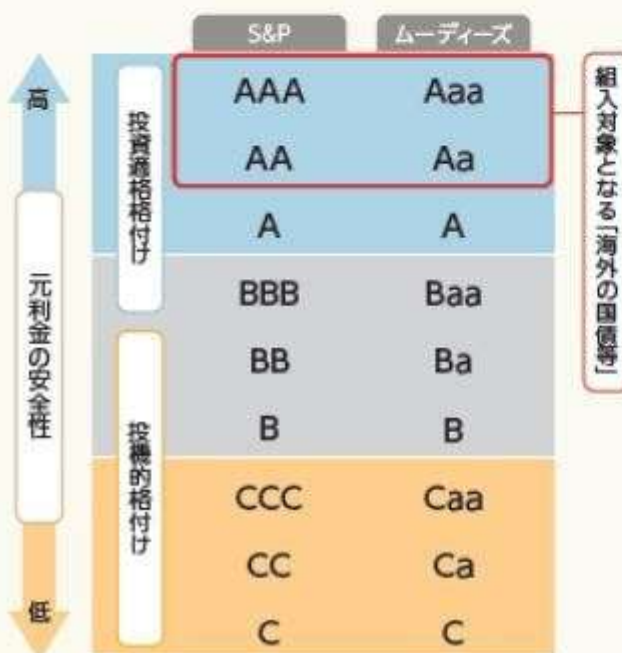 S&P ムーディーズ
高
元利金の安全性
低
投資適格格付け
投機的格付け
AAA Aaa
AA Aa
A A
BBB Baa
BB Ba
B B
CCC Caa
CC Ca
C C
組入対象となる「海外の国債等」